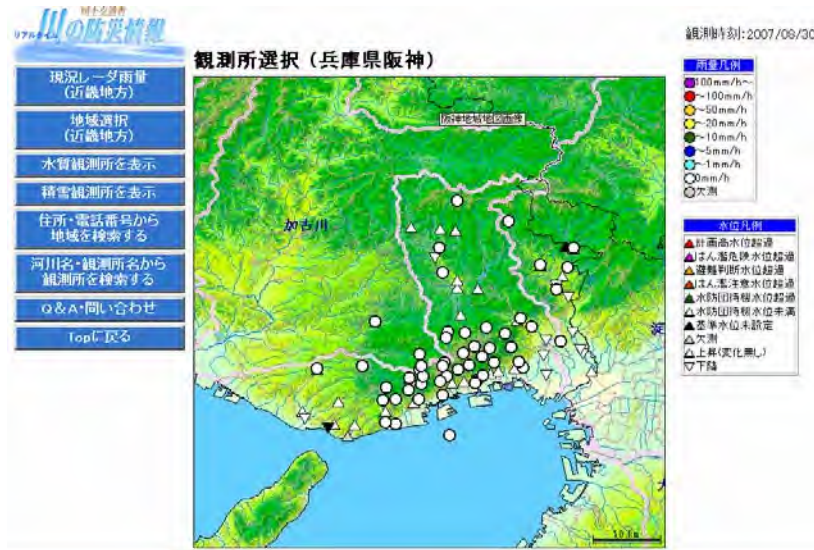 国土交通省
リアルタイム 川の防災情報
観測時刻:2007/08/30
観測所選択（兵庫県阪神）
現況レーダ雨量
(近畿地方)
地域選択
(近畿地方)
水質観測所を表示
積雪観測所を表示
住所・電話番号から
地域を検索する
河川名・観測所名から
観測所を検索する
Q&A・問い合わせ
Topに戻る
阪神地域地図画像
加古川
淀
雨量凡例
100mm/h～
～100mm/h
～50mm/h
～20mm/h
～10mm/h
～5mm/h
～1mm/h
0mm/h
欠測
水位凡例
計画高水位超過
はん濫危険水位超過
避難判断水位超過
はん濫注意水位超過
水防団待機水位超過
水防団待機水位未満
基準水位未設定
欠測
上昇(変化無し)
下降